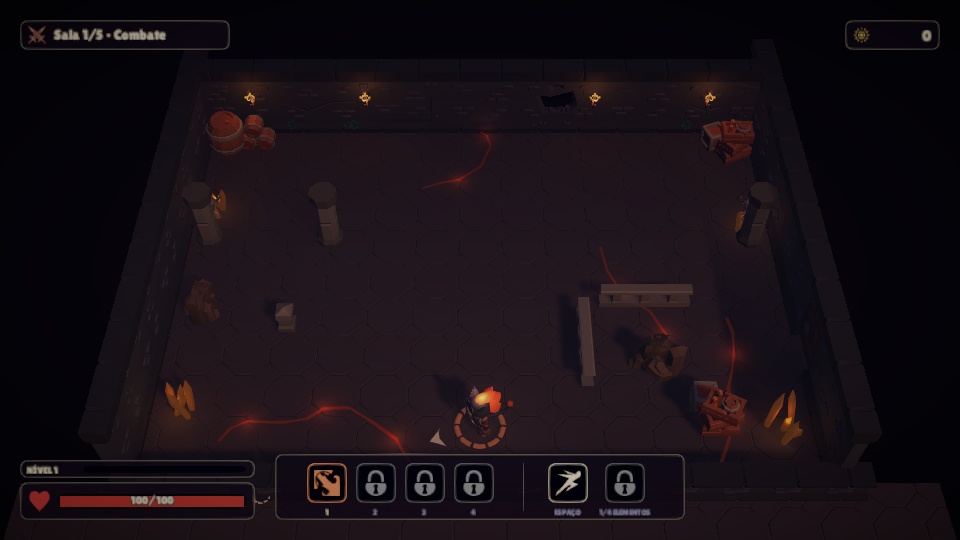 Sala 1/5 - Combate
0
NÍVEL 1
100/100
1
2
3
4
ESPAÇO
1/4 ELEMENTOS